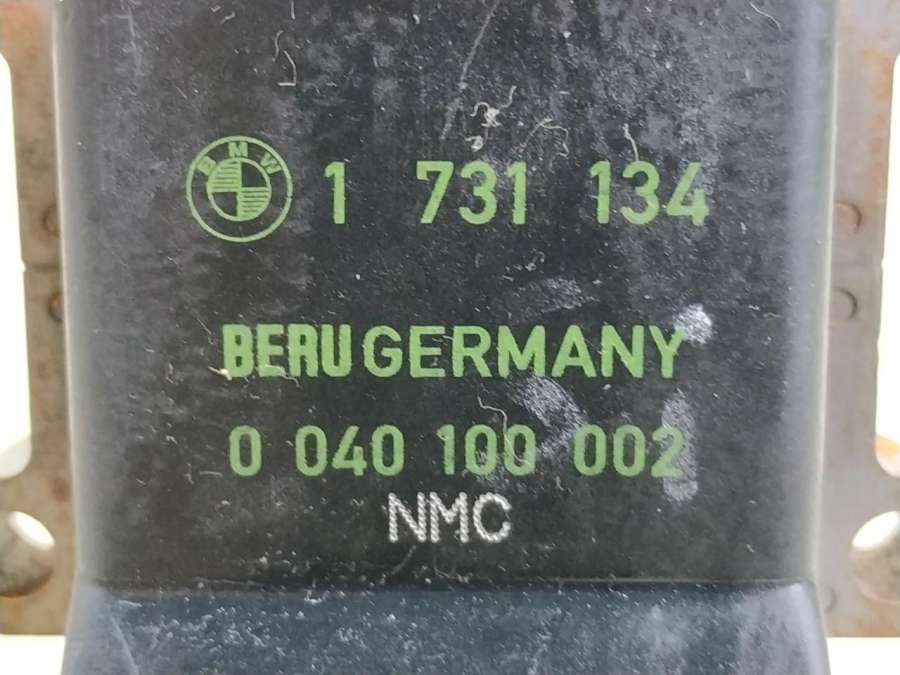 BMW 1 731 134
BERU GERMANY
0 040 100 002
NMC